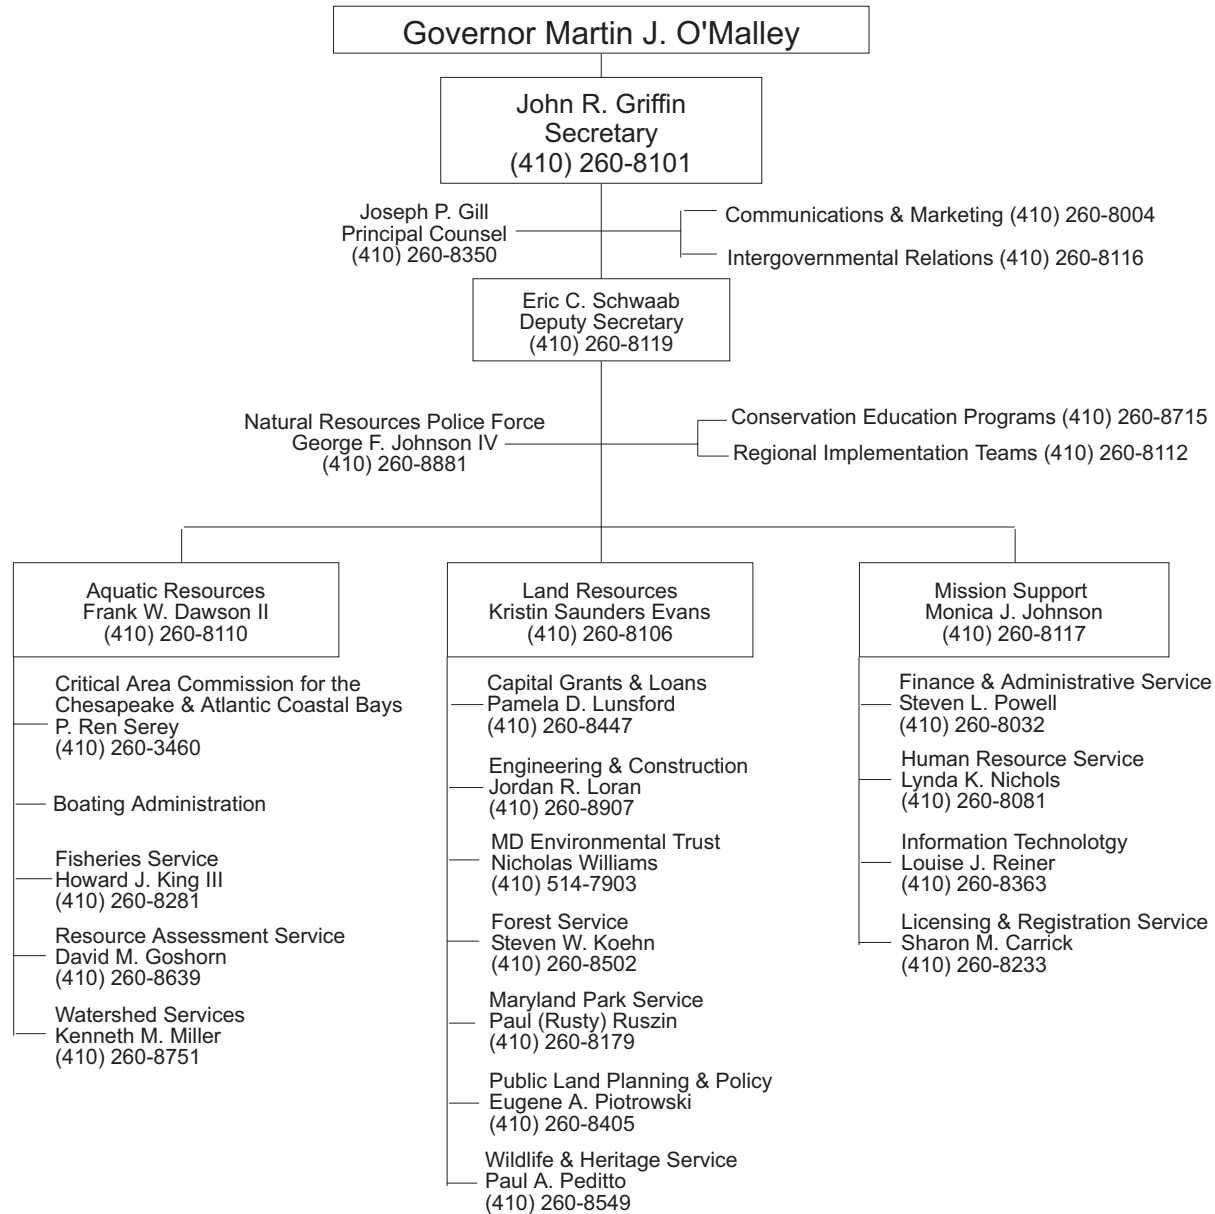 Governor Martin J. O'Malley
John R. Griffin
Secretary
(410) 260-8101
Joseph P. Gill
Principal Counsel
(410) 260-8350
Communications & Marketing (410) 260-8004
Intergovernmental Relations (410) 260-8116
Eric C. Schwaab
Deputy Secretary
(410) 260-8119
Natural Resources Police Force
George F. Johnson IV
(410) 260-8881
Conservation Education Programs (410) 260-8715
Regional Implementation Teams (410) 260-8112
Aquatic Resources
Frank W. Dawson II
(410) 260-8110
Critical Area Commission for the
Chesapeake & Atlantic Coastal Bays
P. Ren Serey
(410) 260-3460
Boating Administration
Fisheries Service
Howard J. King III
(410) 260-8281
Resource Assessment Service
David M. Goshorn
(410) 260-8639
Watershed Services
Kenneth M. Miller
(410) 260-8751
Land Resources
Kristin Saunders Evans
(410) 260-8106
Capital Grants & Loans
Pamela D. Lunsford
(410) 260-8447
Engineering & Construction
Jordan R. Loran
(410) 260-8907
MD Environmental Trust
Nicholas Williams
(410) 514-7903
Forest Service
Steven W. Koehn
(410) 260-8502
Maryland Park Service
Paul (Rusty) Ruszin
(410) 260-8179
Public Land Planning & Policy
Eugene A. Piotrowski
(410) 260-8405
Wildlife & Heritage Service
Paul A. Peditto
(410) 260-8549
Mission Support
Monica J. Johnson
(410) 260-8117
Finance & Administrative Service
Steven L. Powell
(410) 260-8032
Human Resource Service
Lynda K. Nichols
(410) 260-8081
Information Technolotgy
Louise J. Reiner
(410) 260-8363
Licensing & Registration Service
Sharon M. Carrick
(410) 260-8233